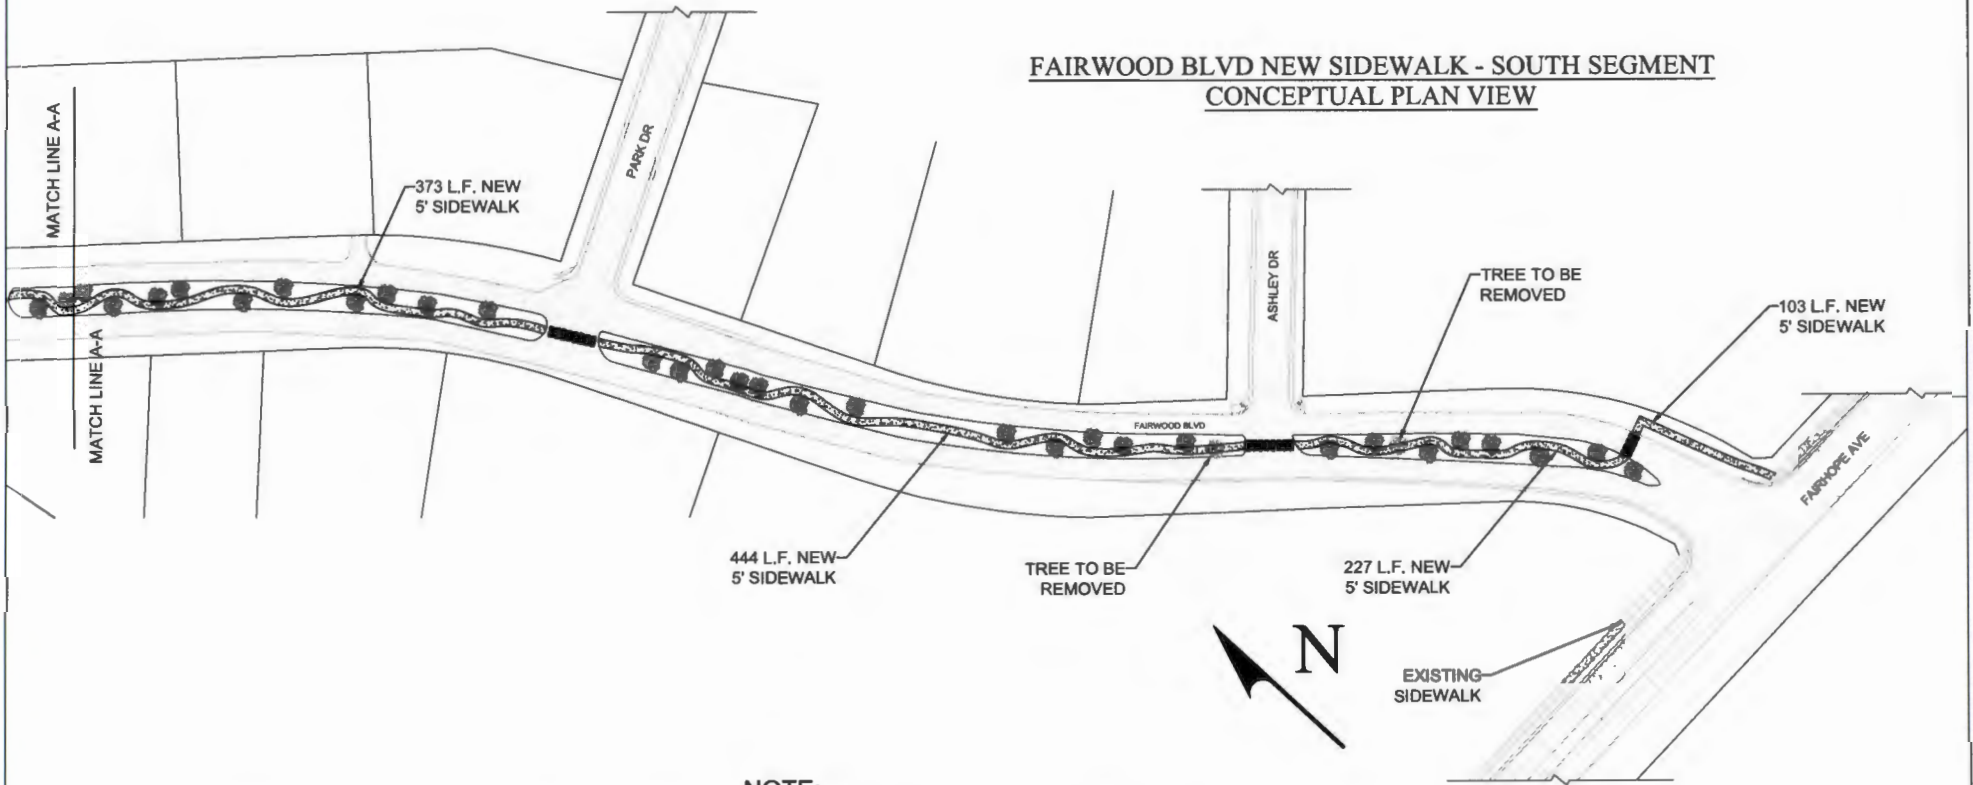 FAIRWOOD BLVD NEW SIDEWALK - SOUTH SEGMENT
CONCEPTUAL PLAN VIEW
MATCH LINE A-A
MATCH LINE A-A
373 L.F. NEW
5' SIDEWALK
PARK DR
ASHLEY DR
TREE TO BE
REMOVED
103 L.F. NEW
5' SIDEWALK
FAIRWOOD BLVD
FAIRHOPE AVE
444 L.F. NEW
5' SIDEWALK
TREE TO BE
REMOVED
227 L.F. NEW
5' SIDEWALK
N
EXISTING
SIDEWALK
NOTE: